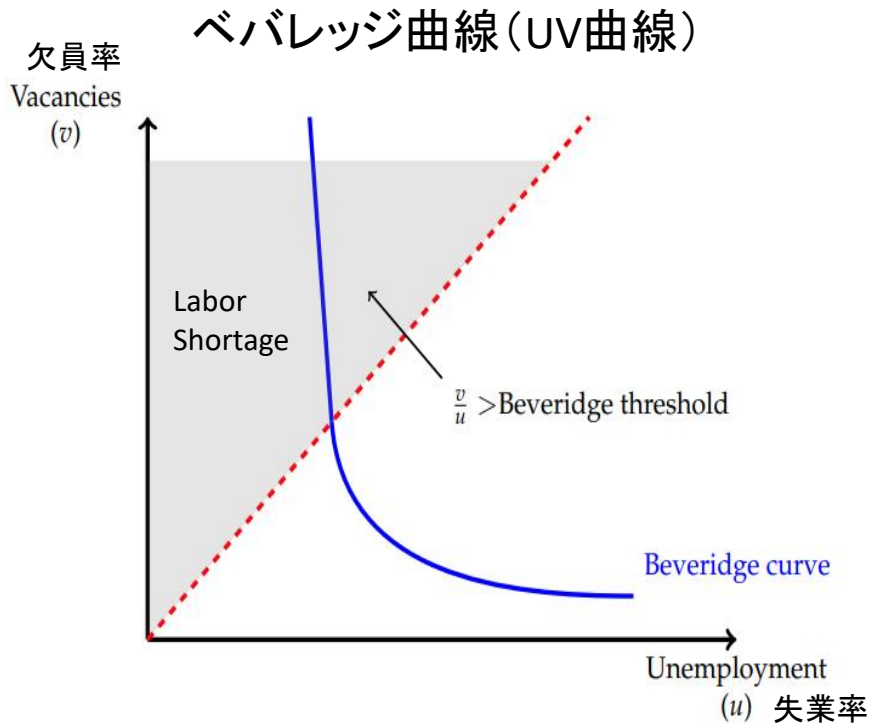 ベバレッジ曲線(UV曲線)
欠員率
Vacancies
(v)
Labor
Shortage
v/u >Beveridge threshold
Beveridge curve
Unemployment
(u) 失業率